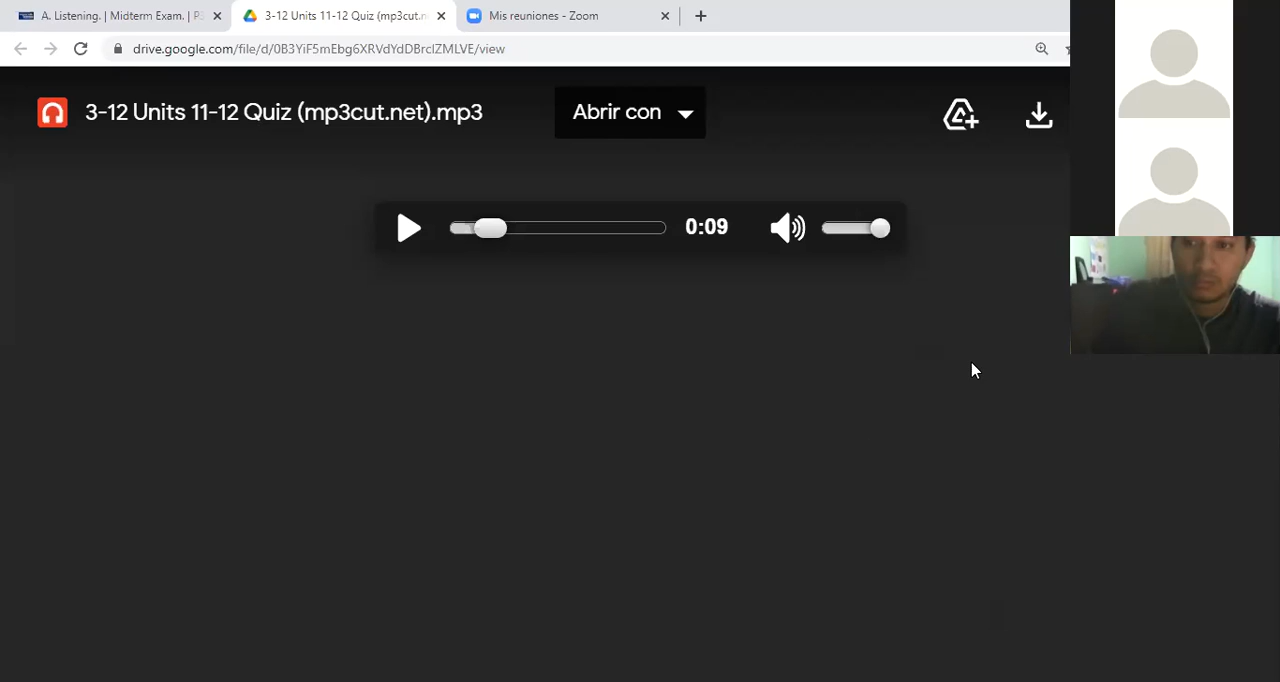 A. Listening. | Midterm Exam. | P3
3-12 Units 11-12 Quiz (mp3cut.n
Mis reuniones - Zoom
drive.google.com/file/d/0B3YiF5mEbg6XRVdYdDBrclZMLVE/view
3-12 Units 11-12 Quiz (mp3cut.net).mp3
Abrir con
0:09